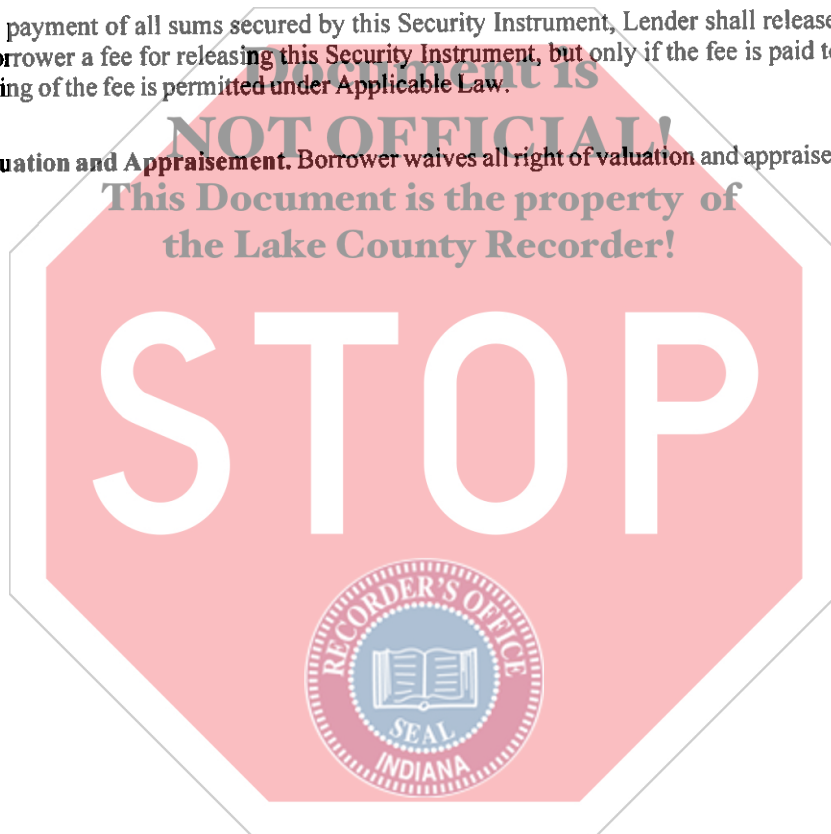 payment of all sums secured by this Security Instrument, Lender shall release
rrower a fee for releasing this Security Instrument, but only if the fee is paid to
ing of the fee is permitted under Applicable Law.
Document is
NOT OFFICIAL!
uation and Appraisement. Borrower waives all right of valuation and appraise
This Document is the property of
the Lake County Recorder!
STOP
RECORDER'S OFFICE
SEAL
INDIANA